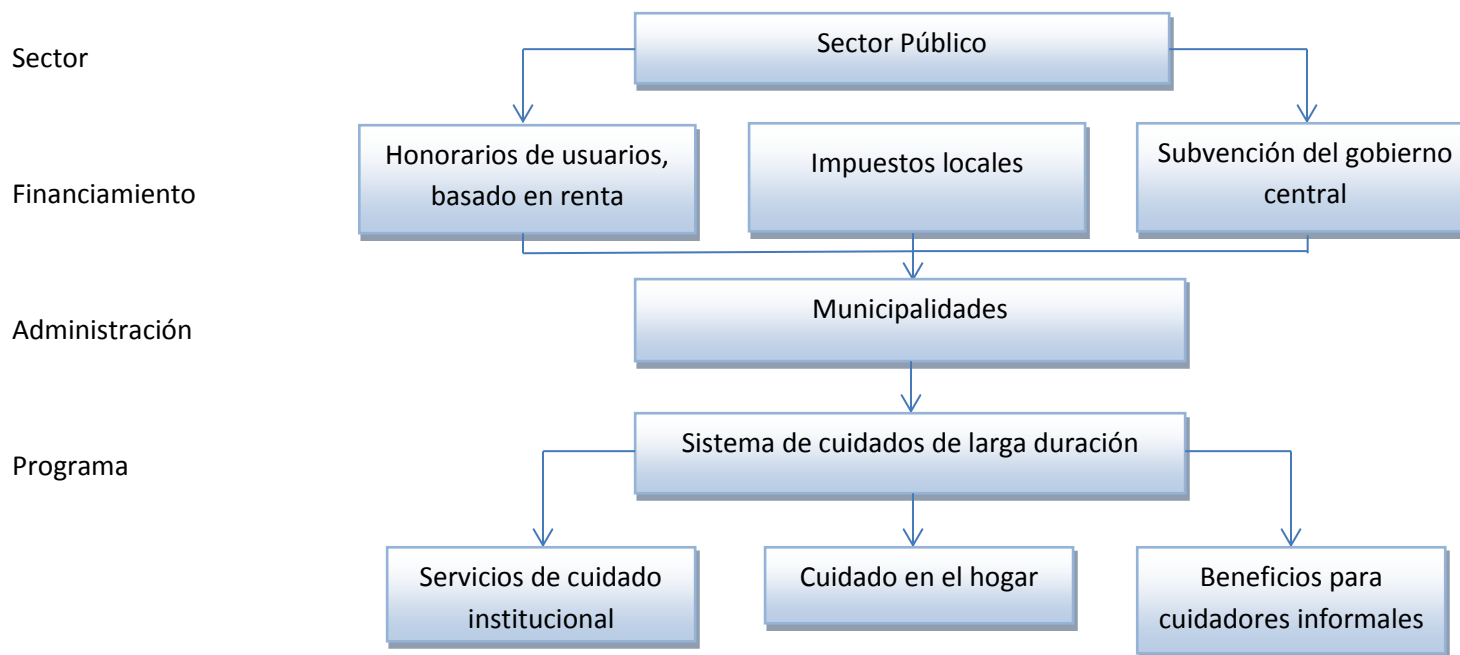 Sector
Sector Público
Financiamiento
Honorarios de usuarios,
basado en renta
Impuestos locales
Subvención del gobierno
central
Administración
Municipalidades
Programa
Sistema de cuidados de larga duración
Servicios de cuidado
institucional
Cuidado en el hogar
Beneficios para
cuidadores informales